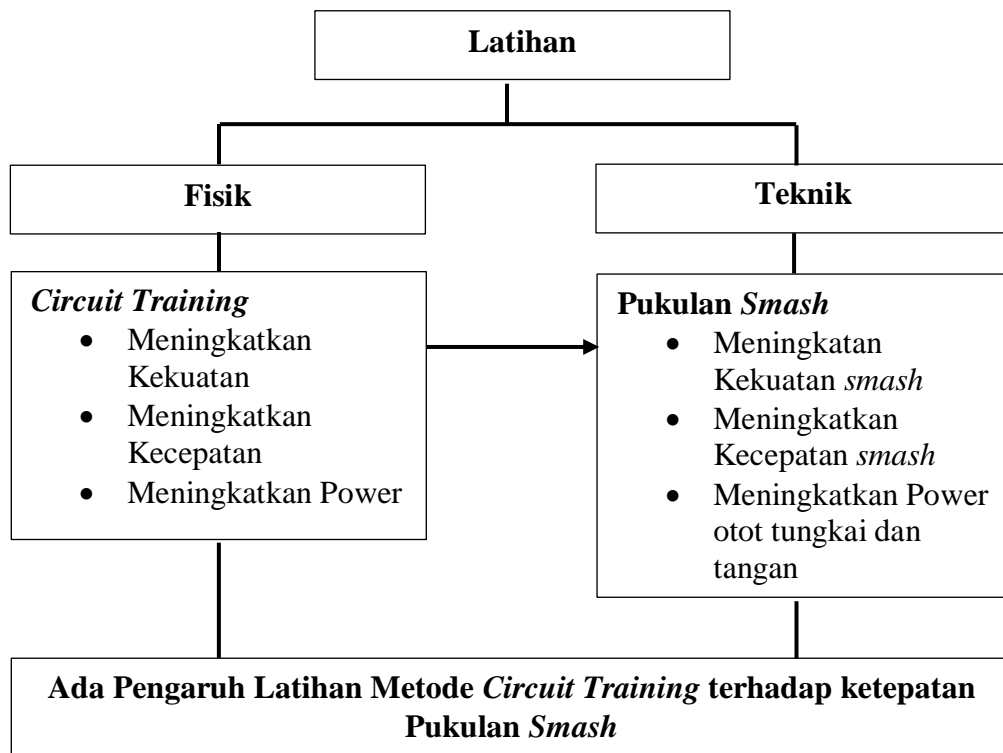 Latihan
Fisik
Teknik
Circuit Training
• Meningkatkan
Kekuatan
• Meningkatkan
Kecepatan
• Meningkatkan Power
Pukulan Smash
• Meningkatan
Kekuatan smash
• Meningkatkan
Kecepatan smash
• Meningkatkan Power
otot tungkai dan
tangan
Ada Pengaruh Latihan Metode Circuit Training terhadap ketepatan
Pukulan Smash